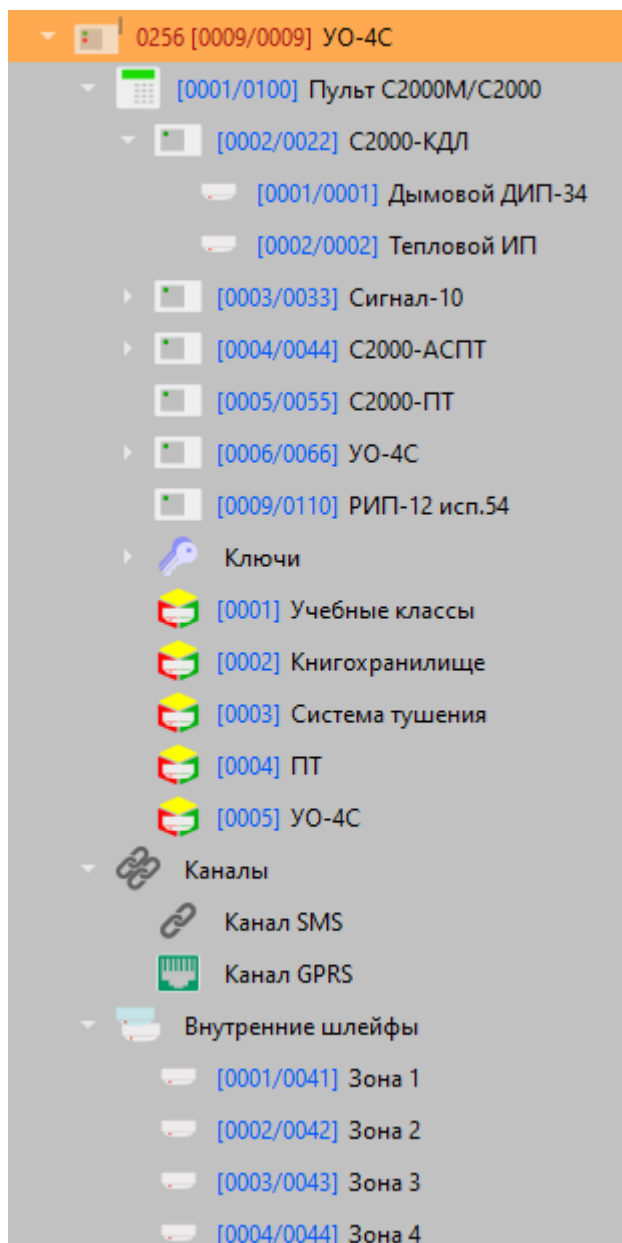 0256 [0009/0009] УО-4С
[0001/0100] Пульт С2000М/С2000
[0002/0022] С2000-КДЛ
[0001/0001] Дымовой ДИП-34
[0002/0002] Тепловой ИП
[0003/0033] Сигнал-10
[0004/0044] С2000-АСПТ
[0005/0055] С2000-ПТ
[0006/0066] УО-4С
[0009/0110] РИП-12 исп.54
Ключи
[0001] Учебные классы
[0002] Книгохранилище
[0003] Система тушения
[0004] ПТ
[0005] УО-4С
Каналы
Канал SMS
Канал GPRS
Внутренние шлейфы
[0001/0041] Зона 1
[0002/0042] Зона 2
[0003/0043] Зона 3
[0004/0044] Зона 4